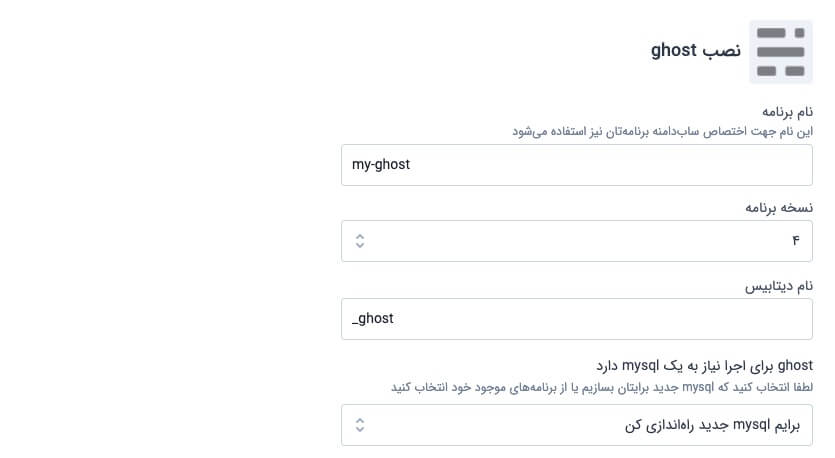 نصب ghost
نام برنامه
این نام جهت اختصاص ساب‌دامنه برنامه‌تان نیز استفاده می‌شود
my-ghost
نسخه برنامه
۴
نام دیتابیس
_ghost
ghost برای اجرا نیاز به یک mysql دارد
لطفا انتخاب کنید که mysql جدید برایتان بسازیم یا از برنامه‌های موجود خود انتخاب کنید
برایم mysql جدید راه‌اندازی کن